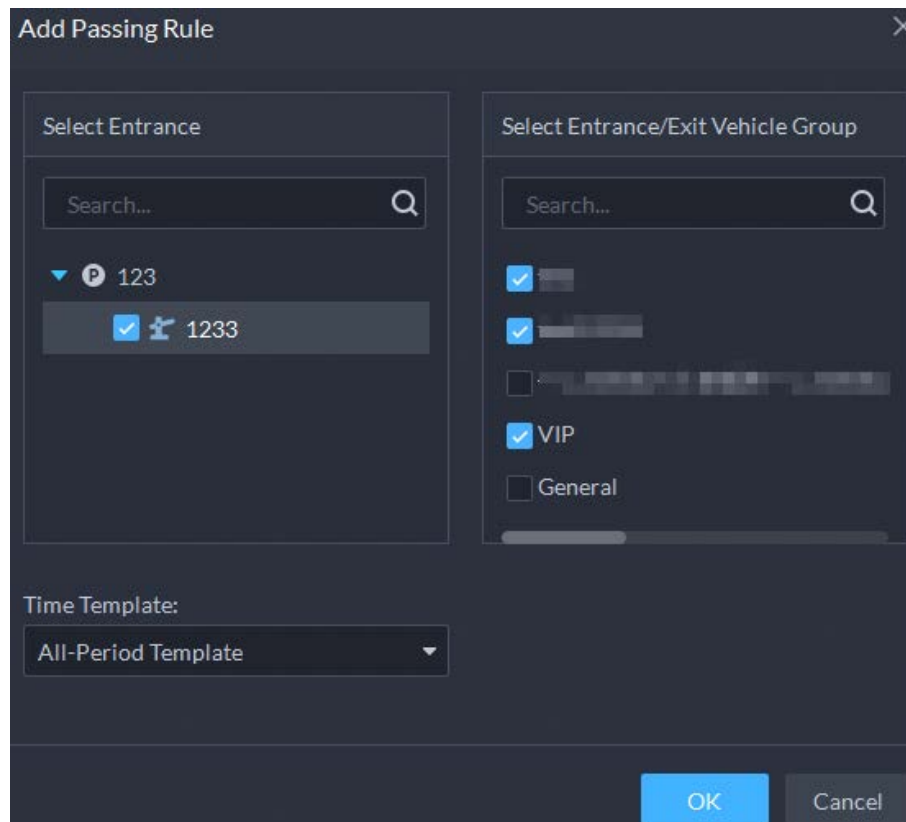 Add Passing Rule
Select Entrance
Search...
P 123
1233
Select Entrance/Exit Vehicle Group
Search...
VIP
General
Time Template:
All-Period Template
OK
Cancel